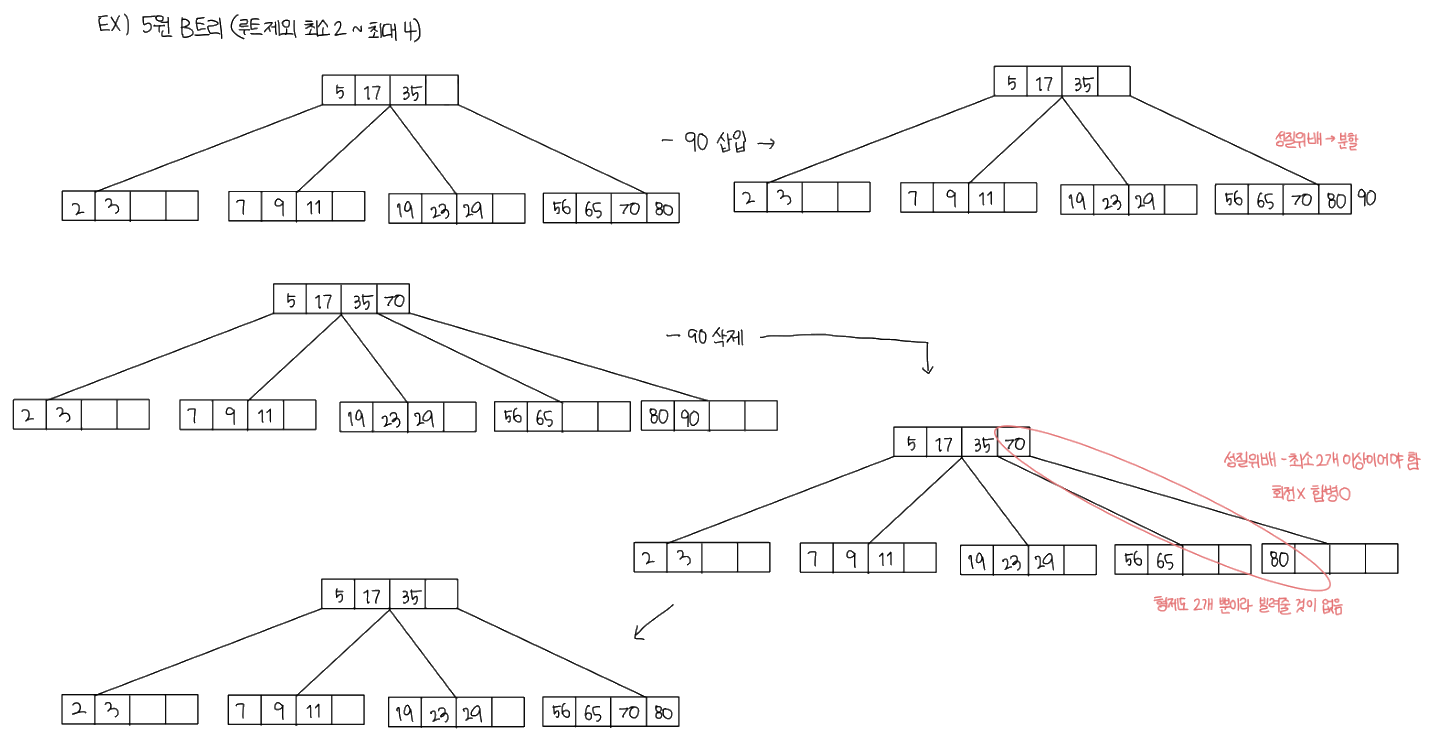 EX) 5원 B트리 (루트제외 최소 2 ~ 최대 4)
5 17 35
2 3
7 9 11
19 23 29
56 65 70 80
- 90 삽입 →
5 17 35
성질위배 → 분할
2 3
7 9 11
19 23 29
56 65 70 80 90
5 17 35 70
2 3
7 9 11
19 23 29
56 65
80 90
- 90 삭제
5 17 35 70
성질위배 - 최소 2개 이상이어야 함
회전X 합병O
2 3
7 9 11
19 23 29
56 65
80
형제도 2개 뿐이라 빌려줄 것이 없음
5 17 35
2 3
7 9 11
19 23 29
56 65 70 80